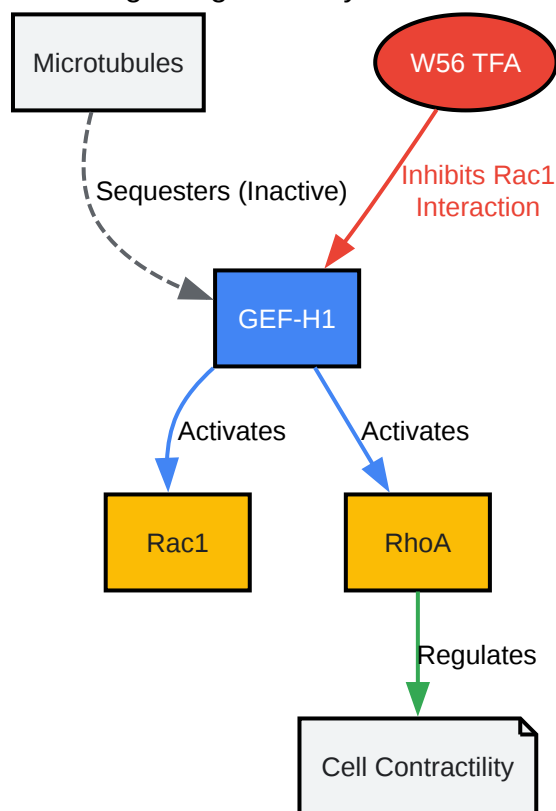 Microtubules
W56 TFA
Sequesters (Inactive)
Inhibits Rac1
Interaction
GEF-H1
Activates
Activates
Rac1
RhoA
Regulates
Cell Contractility